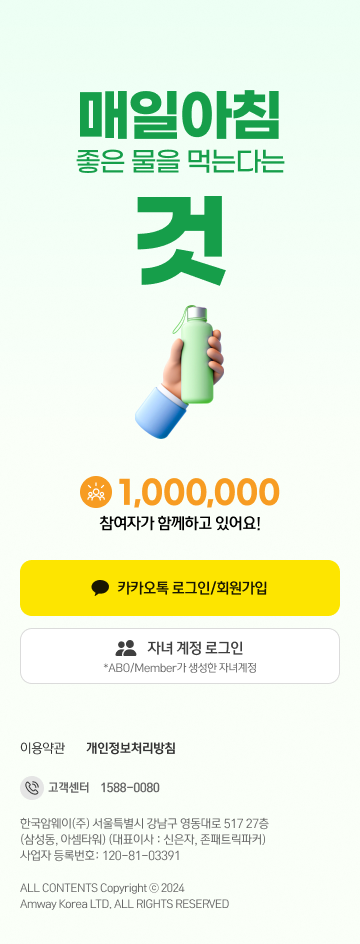 매일아침
좋은 물을 먹는다는
것
1,000,000
참여자가 함께하고 있어요!
카카오톡 로그인/회원가입
자녀 계정 로그인
*ABO/Member가 생성한 자녀계정
이용약관 개인정보처리방침
고객센터 1588-0080
한국암웨이(주) 서울특별시 강남구 영동대로 517 27층
(삼성동, 아셈타워) (대표이사 : 신은자, 존패트릭파커)
사업자 등록번호: 120-81-03391
ALL CONTENTS Copyright ⓒ 2024
Amway Korea LTD. ALL RIGHTS RESERVED